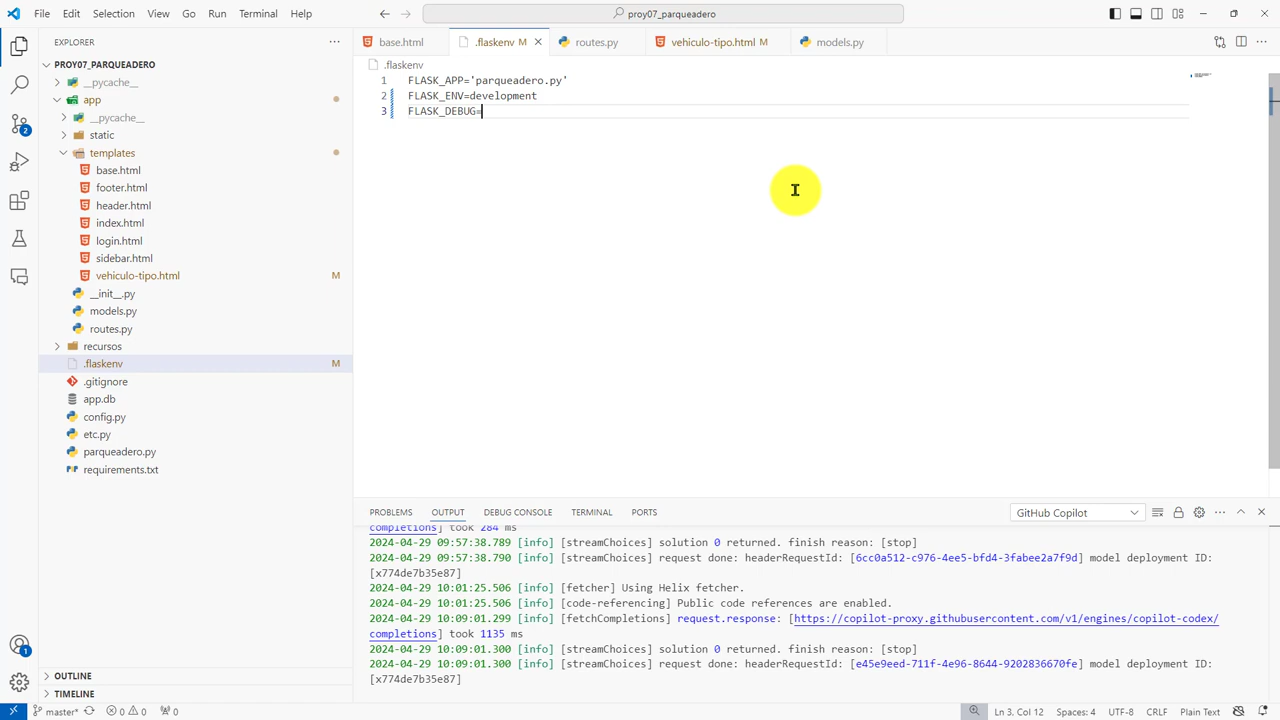 File Edit Selection View Go Run Terminal Help
proy07_parqueadero
EXPLORER
base.html
.flaskenv M
routes.py
vehiculo-tipo.html M
models.py
PROY07_PARQUEADERO
.flaskenv
__pycache__
app
__pycache__
static
templates
base.html
footer.html
header.html
index.html
login.html
sidebar.html
vehiculo-tipo.html M
__init__.py
models.py
routes.py
recursos
.flaskenv M
.gitignore
app.db
config.py
etc.py
parqueadero.py
requirements.txt
OUTLINE
TIMELINE
1 FLASK_APP='parqueadero.py'
2 FLASK_ENV=development
3 FLASK_DEBUG=
PROBLEMS OUTPUT DEBUG CONSOLE TERMINAL PORTS
GitHub Copilot
completions] took 284 ms
2024-04-29 09:57:38.789 [info] [streamChoices] solution 0 returned. finish reason: [stop]
2024-04-29 09:57:38.790 [info] [streamChoices] request done: headerRequestId: [6cc0a512-c976-4ee5-bfd4-3fabee2a7f9d] model deployment ID:
[x774de7b35e87]
2024-04-29 10:01:25.506 [info] [fetcher] Using Helix fetcher.
2024-04-29 10:01:25.506 [info] [code-referencing] Public code references are enabled.
2024-04-29 10:09:01.299 [info] [fetchCompletions] request.response: [https://copilot-proxy.githubusercontent.com/v1/engines/copilot-codex/
completions] took 1135 ms
2024-04-29 10:09:01.300 [info] [streamChoices] solution 0 returned. finish reason: [stop]
2024-04-29 10:09:01.300 [info] [streamChoices] request done: headerRequestId: [e45e9eed-711f-4e96-8644-9202836670fe] model deployment ID:
[x774de7b35e87]
2
1
master* 0 0 0
Ln 3, Col 12 Spaces: 4 UTF-8 CRLF Plain Text